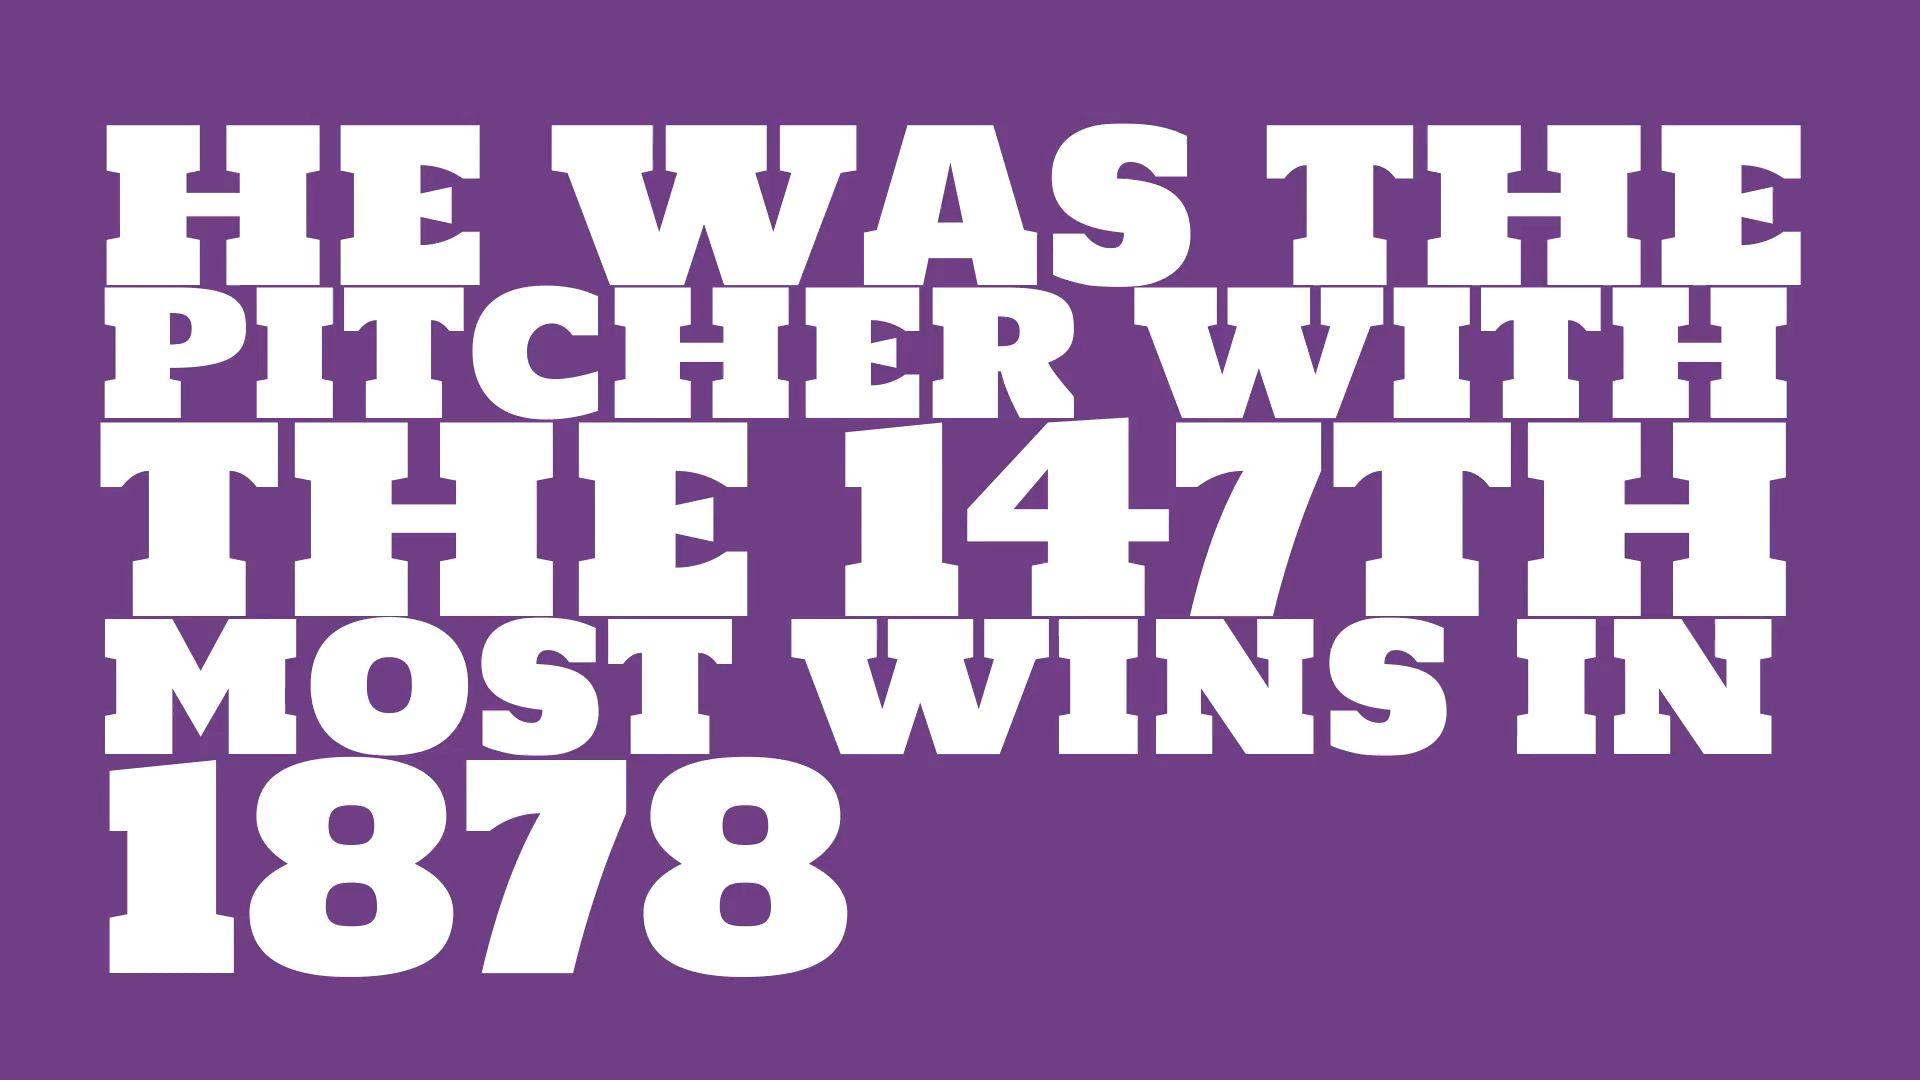 HE WAS THE
PITCHER WITH
THE 147TH
MOST WINS IN
1878